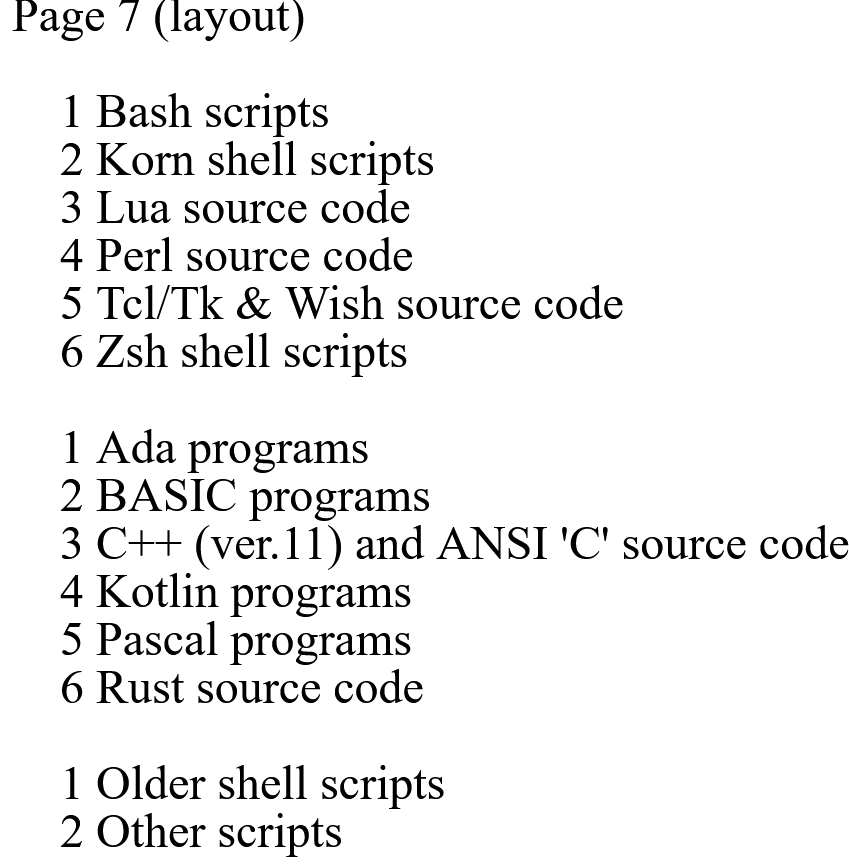 Page 7 (layout)
1 Bash scripts
2 Korn shell scripts
3 Lua source code
4 Perl source code
5 Tcl/Tk & Wish source code
6 Zsh shell scripts
1 Ada programs
2 BASIC programs
3 C++ (ver.11) and ANSI 'C' source code
4 Kotlin programs
5 Pascal programs
6 Rust source code
1 Older shell scripts
2 Other scripts